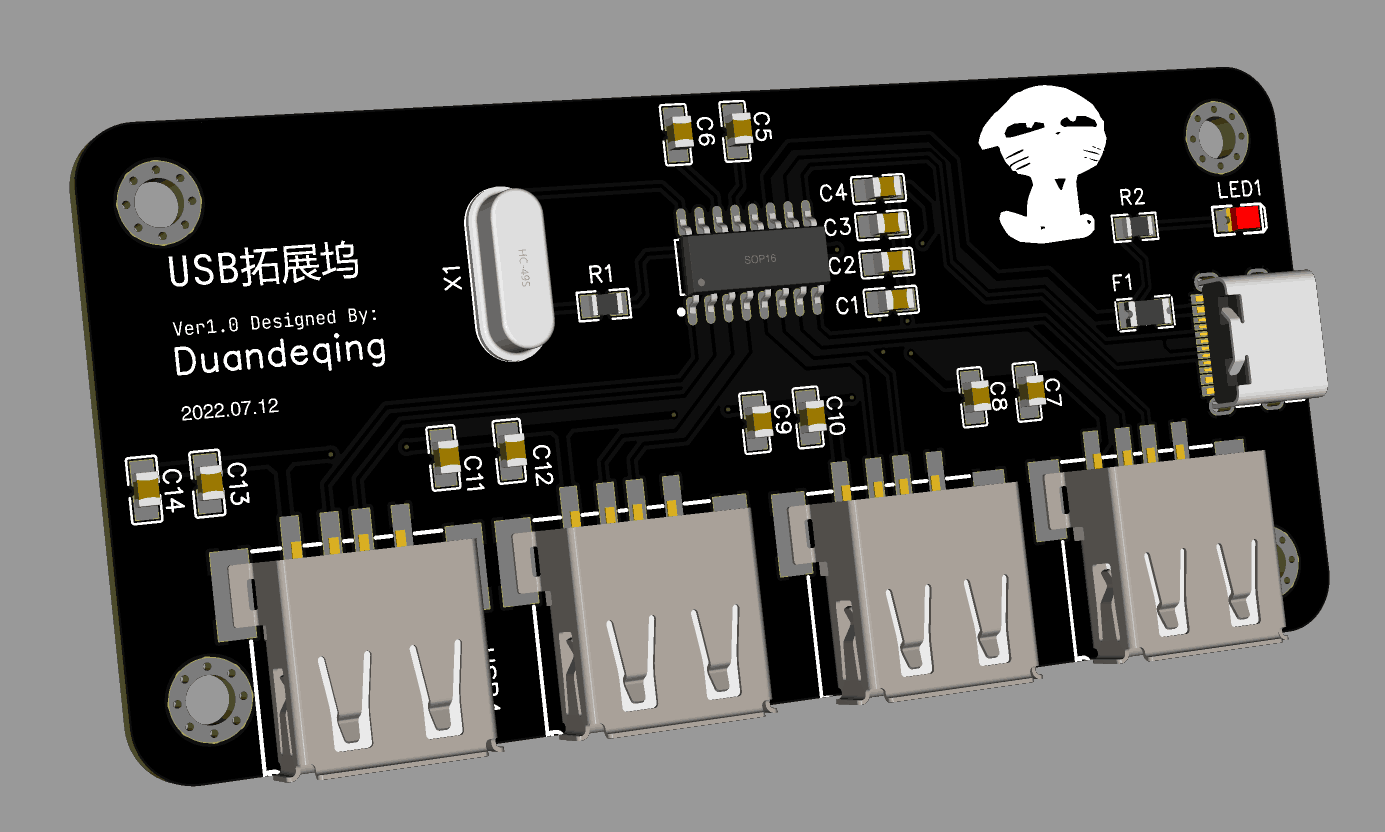 C6
C5
C4
C3
C2
C1
R2
LED1
F1
USB拓展坞
Ver1.0 Designed By:
Duandeqing
2022.07.12
X1
HC-49S
R1
SOP16
C8
C7
C9
C10
C11
C12
C14
C13